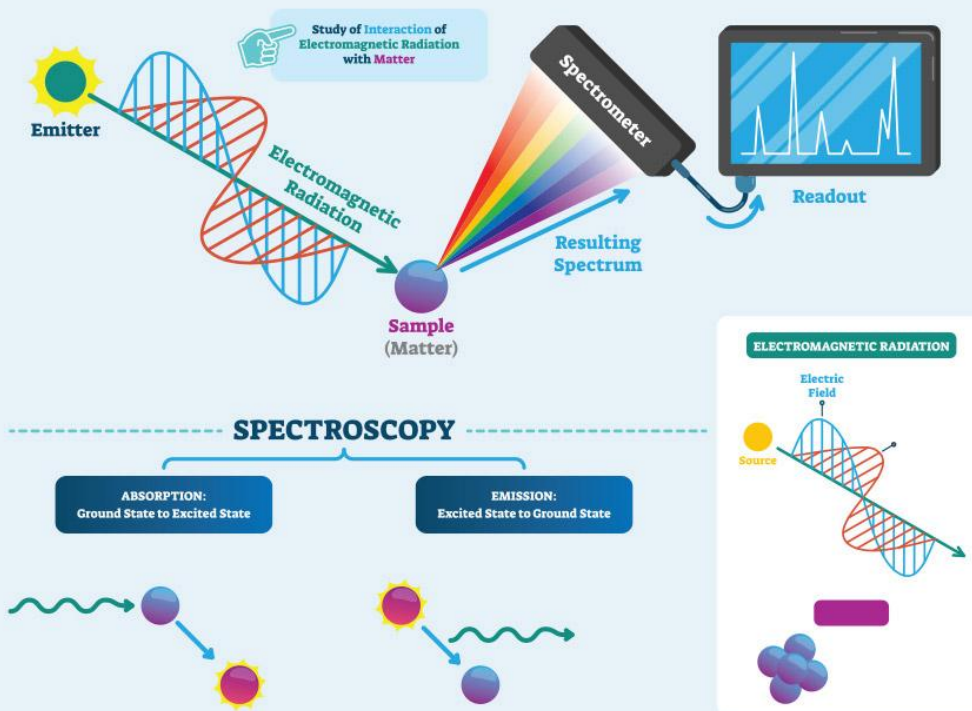 Study of Interaction of
Electromagnetic Radiation
with Matter
Emitter
Electromagnetic
Radiation
Spectrometer
Readout
Resulting
Spectrum
Sample
(Matter)
SPECTROSCOPY
ABSORPTION:
Ground State to Excited State
EMISSION:
Excited State to Ground State
ELECTROMAGNETIC RADIATION
Electric
Field
Source